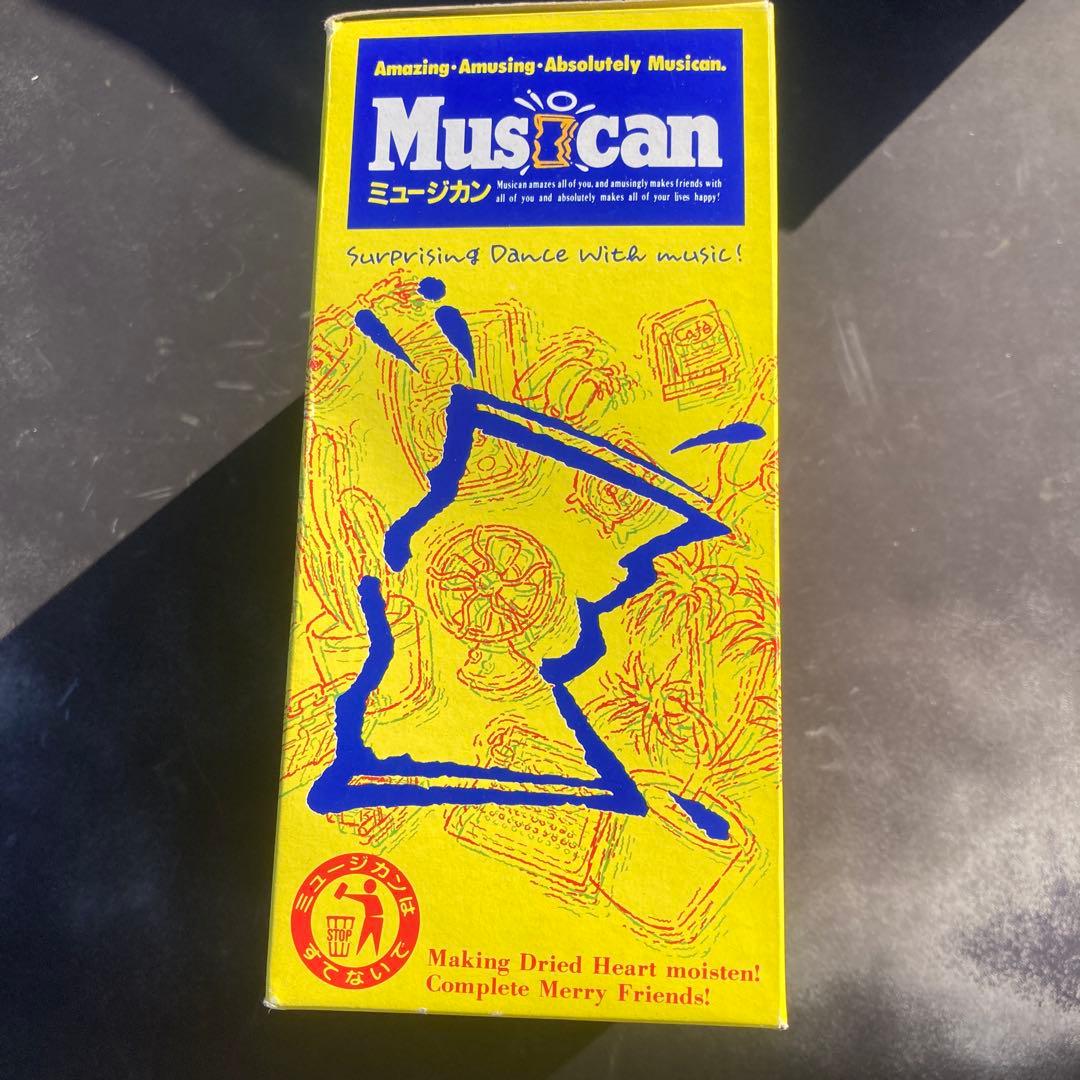 Amazing·Amusing·Absolutely Musican.
Musican
ミュージカン
Musican amazes all of you, and amusingly makes friends with
all of you and absolutely makes all of your lives happy!
Surprising Dance with music!
Café
ミュージカンは
STOP
すてないで
Making Dried Heart moisten!
Complete Merry Friends!